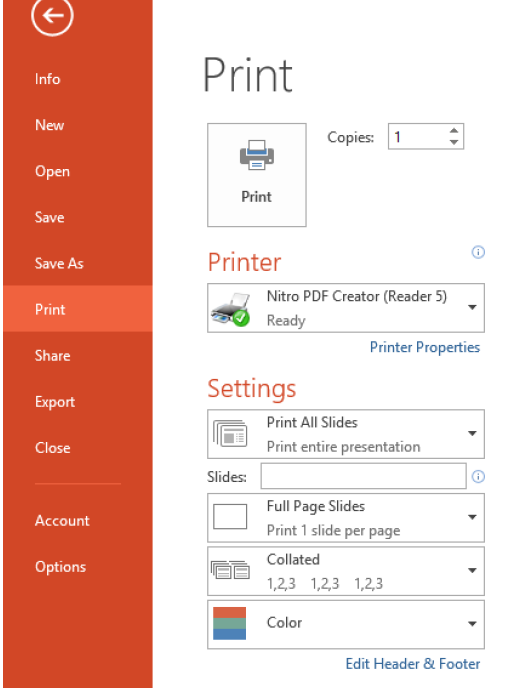 Info
New
Open
Save
Save As
Print
Share
Export
Close
Account
Options
Print
Print
Copies: 1
Printer
Nitro PDF Creator (Reader 5)
Ready
Printer Properties
Settings
Print All Slides
Print entire presentation
Slides:
Full Page Slides
Print 1 slide per page
Collated
1,2,3 1,2,3 1,2,3
Color
Edit Header & Footer